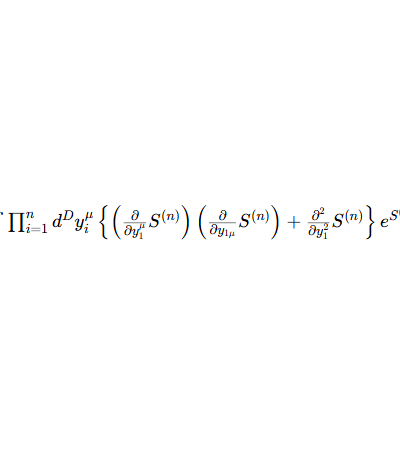 ∏_{i=1}^{n} d^D y_i^μ { ( ∂/∂y_1^μ S^{(n)} ) ( ∂/∂y_{1μ} S^{(n)} ) + ∂²/∂y_1² S^{(n)} } e^{S